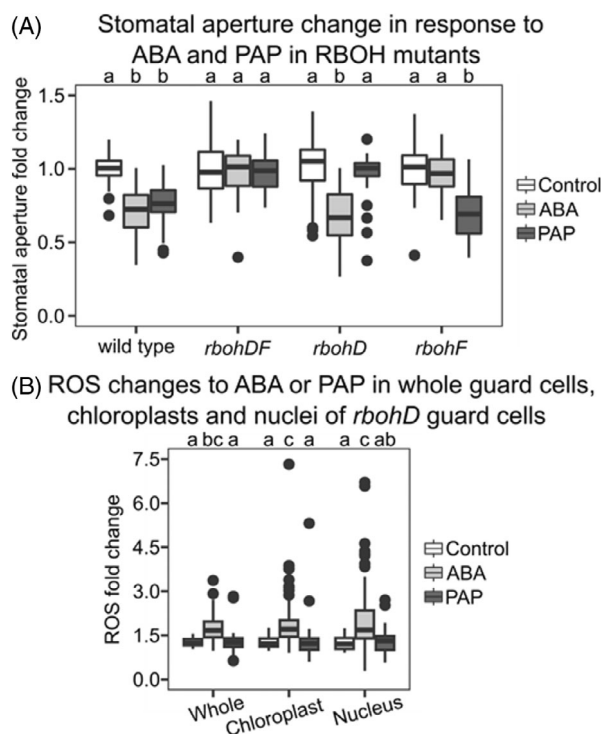 (A) Stomatal aperture change in response to
ABA and PAP in RBOH mutants
a b b a a a a b a a a b
Stomatal aperture fold change
1.5
1.0
0.5
0.0
Control
ABA
PAP
wild type rbohDF rbohD rbohF
(B) ROS changes to ABA or PAP in whole guard cells,
chloroplasts and nuclei of rbohD guard cells
a bc a a c a a c ab
ROS fold change
7.5
6.0
4.5
3.0
1.5
0.0
Control
ABA
PAP
Whole Chloroplast Nucleus